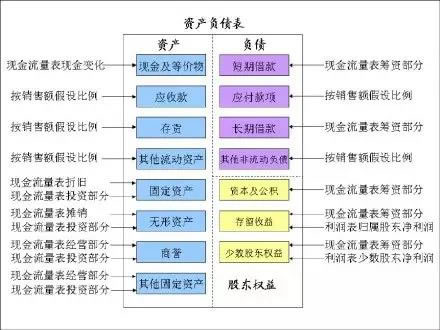 资产负债表
资产
负债
现金流量表现金变化
现金及等价物
短期借款
现金流量表筹资部分
按销售额假设比例
应收款
应付款项
按销售额假设比例
按销售额假设比例
存货
长期借款
现金流量表筹资部分
按销售额假设比例
其他流动资产
其他非流动负债
按销售额假设比例
现金流量表折旧
现金流量表投资部分
固定资产
资本及公积
现金流量表筹资部分
现金流量表摊销
现金流量表投资部分
无形资产
存留收益
现金流量表筹资部分
利润表归属股东净利润
现金流量表经营部分
现金流量表投资部分
商誉
少数股东权益
现金流量表筹资部分
利润表少数股东净利润
现金流量表经营部分
现金流量表投资部分
其他固定资产
股东权益